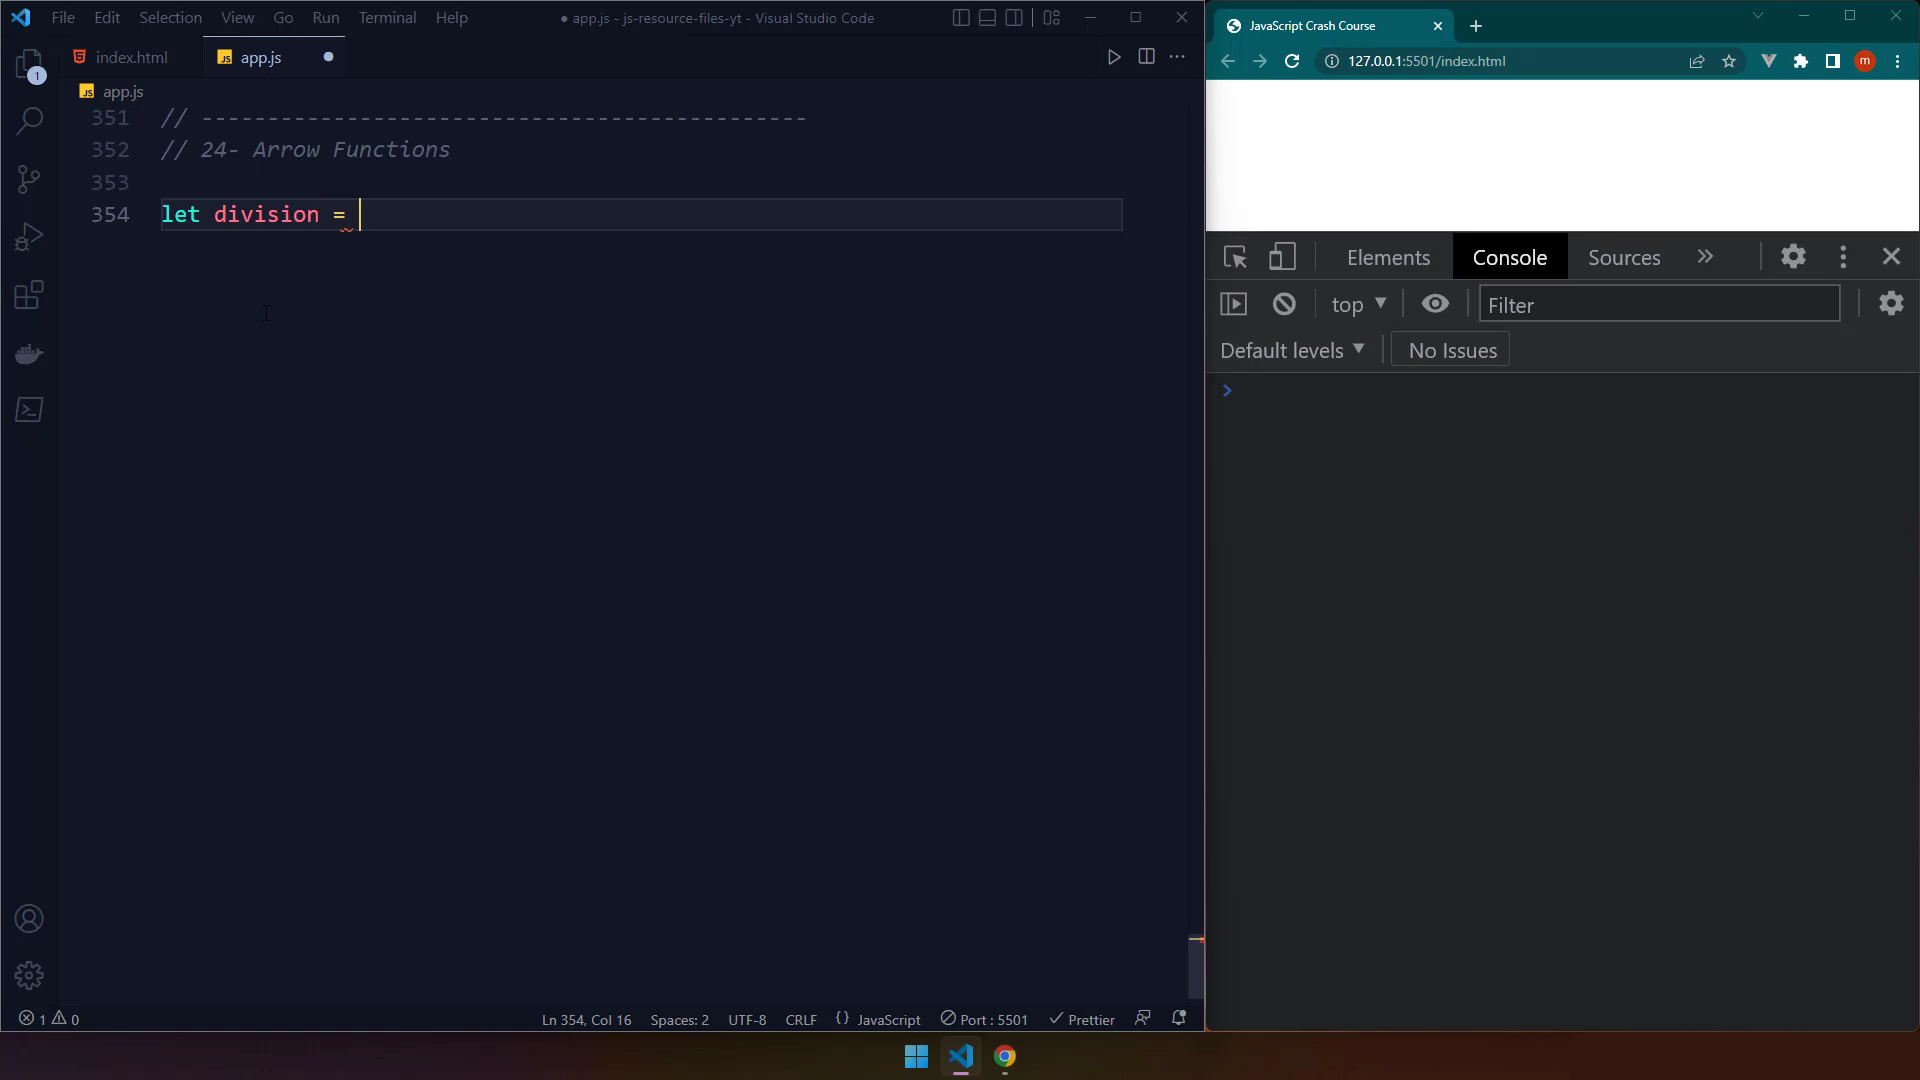 File Edit Selection View Go Run Terminal Help
● app.js - js-resource-files-yt - Visual Studio Code
index.html
JS app.js
1
JS app.js
351 // ----------------------------------------------
352 // 24- Arrow Functions
353
354 let division =
1 0
Ln 354, Col 16 Spaces: 2 UTF-8 CRLF {} JavaScript Port : 5501 Prettier
JavaScript Crash Course
127.0.0.1:5501/index.html
m
Elements Console Sources
top Filter
Default levels No Issues